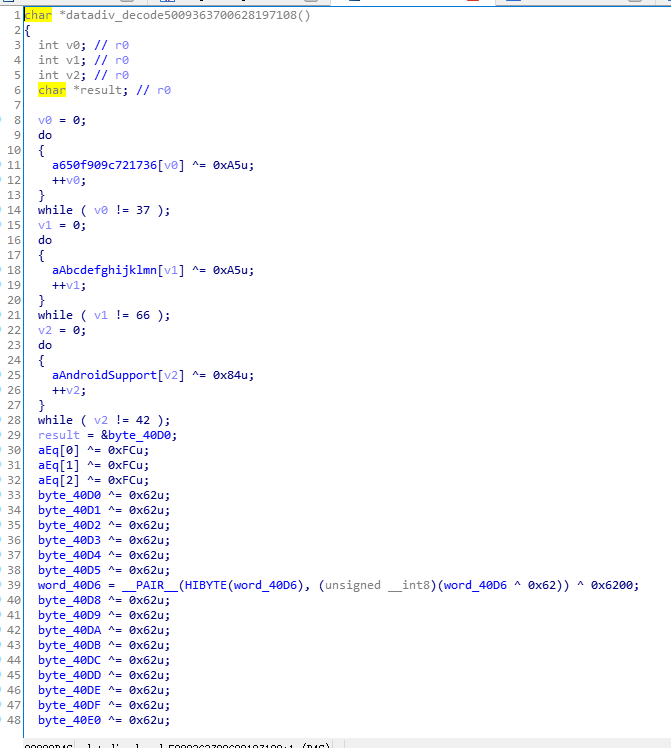 1 char *datadiv_decode5009363700628197108()
2 {
3 int v0; // r0
4 int v1; // r0
5 int v2; // r0
6 char *result; // r0
7
8 v0 = 0;
9 do
10 {
11 a650f909c721736[v0] ^= 0xA5u;
12 ++v0;
13 }
14 while ( v0 != 37 );
15 v1 = 0;
16 do
17 {
18 aAbcdefghijklmn[v1] ^= 0xA5u;
19 ++v1;
20 }
21 while ( v1 != 66 );
22 v2 = 0;
23 do
24 {
25 aAndroidSupport[v2] ^= 0x84u;
26 ++v2;
27 }
28 while ( v2 != 42 );
29 result = &byte_40D0;
30 aEq[0] ^= 0xFCu;
31 aEq[1] ^= 0xFCu;
32 aEq[2] ^= 0xFCu;
33 byte_40D0 ^= 0x62u;
34 byte_40D1 ^= 0x62u;
35 byte_40D2 ^= 0x62u;
36 byte_40D3 ^= 0x62u;
37 byte_40D4 ^= 0x62u;
38 byte_40D5 ^= 0x62u;
39 word_40D6 = __PAIR__(HIBYTE(word_40D6), (unsigned __int8)(word_40D6 ^ 0x62)) ^ 0x6200;
40 byte_40D8 ^= 0x62u;
41 byte_40D9 ^= 0x62u;
42 byte_40DA ^= 0x62u;
43 byte_40DB ^= 0x62u;
44 byte_40DC ^= 0x62u;
45 byte_40DD ^= 0x62u;
46 byte_40DE ^= 0x62u;
47 byte_40DF ^= 0x62u;
48 byte_40E0 ^= 0x62u;